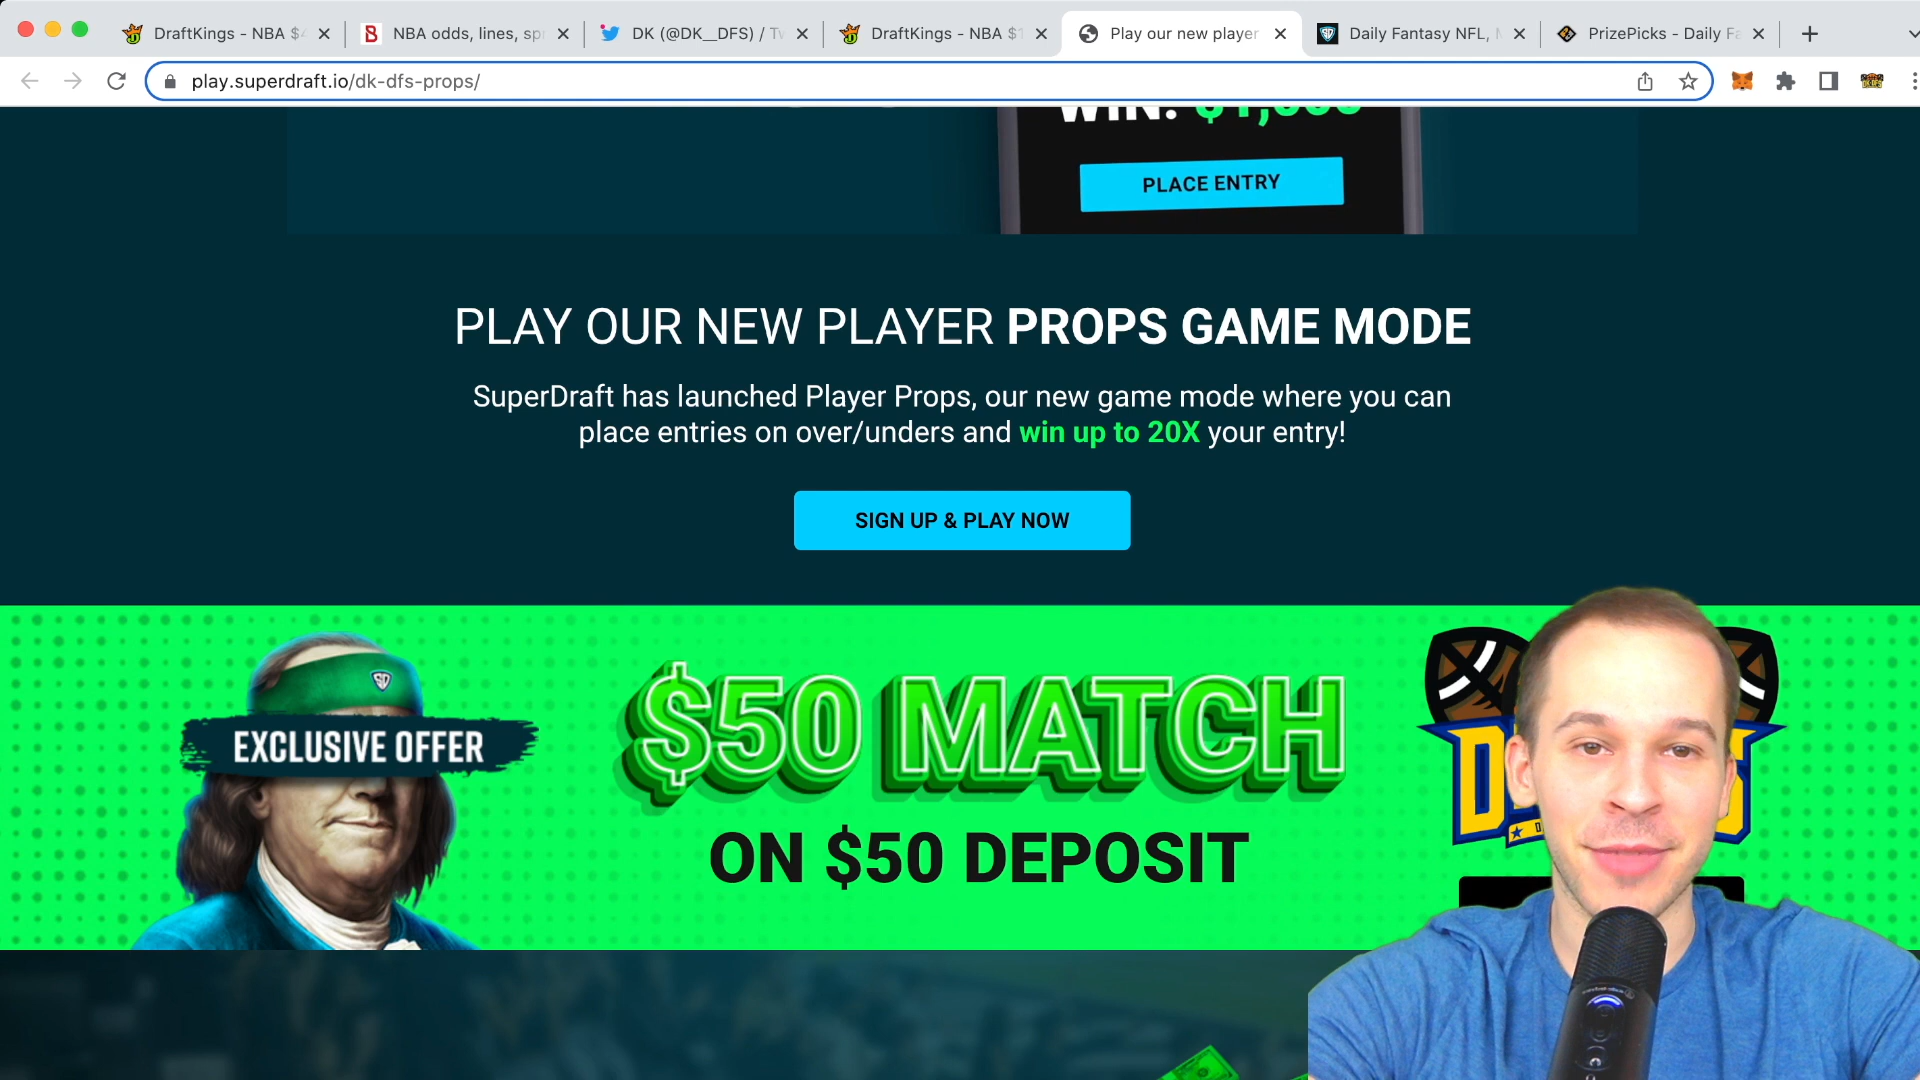 DraftKings - NBA $
NBA odds, lines, sp
DK (@DK__DFS) / Tw
DraftKings - NBA $
Play our new player
Daily Fantasy NFL,
PrizePicks - Daily F
play.superdraft.io/dk-dfs-props/
WIN:
PLACE ENTRY
PLAY OUR NEW PLAYER PROPS GAME MODE
SuperDraft has launched Player Props, our new game mode where you can
place entries on over/unders and win up to 20X your entry!
SIGN UP & PLAY NOW
EXCLUSIVE OFFER
$50 MATCH
ON $50 DEPOSIT